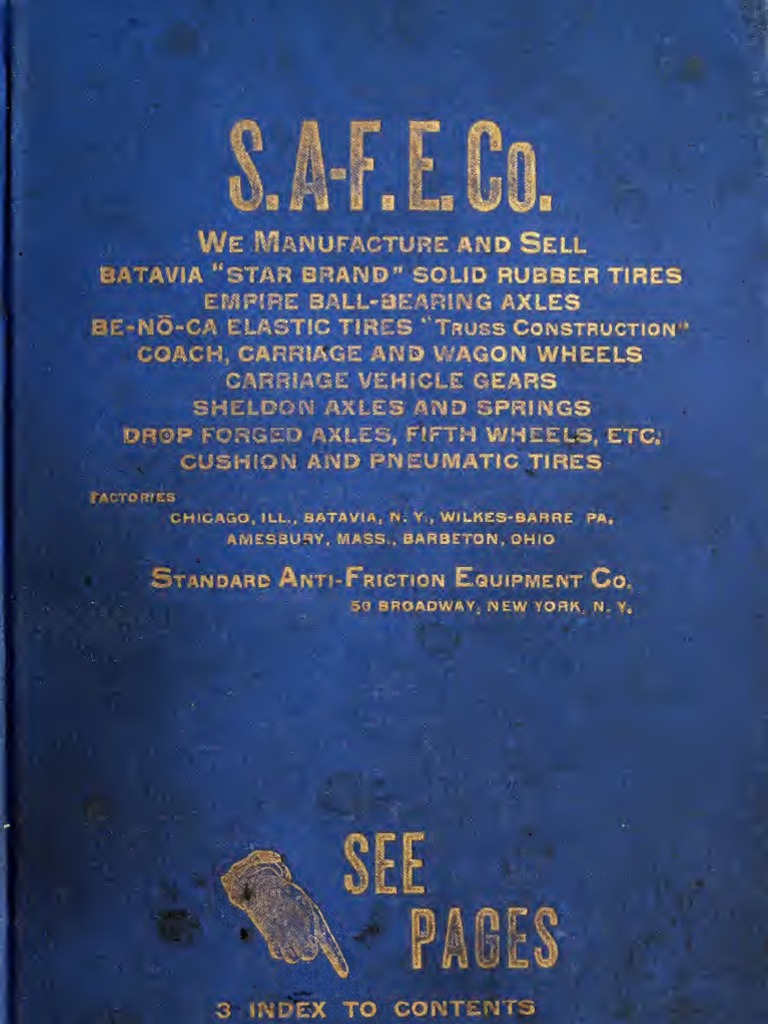 S. A-F. E. Co.
We Manufacture and Sell
BATAVIA "STAR BRAND" SOLID RUBBER TIRES
EMPIRE BALL-BEARING AXLES
BE-NŌ-CA ELASTIC TIRES "Truss Construction"
COACH, CARRIAGE AND WAGON WHEELS
CARRIAGE VEHICLE GEARS
SHELDON AXLES AND SPRINGS
DROP FORGED AXLES, FIFTH WHEELS, ETC.
CUSHION AND PNEUMATIC TIRES
FACTORIES
CHICAGO, ILL., BATAVIA, N. Y., WILKES-BARRE PA.
AMESBURY, MASS., BARBETON, OHIO
Standard Anti-Friction Equipment Co.
50 BROADWAY, NEW YORK, N. Y.
SEE
PAGES
3 INDEX TO CONTENTS